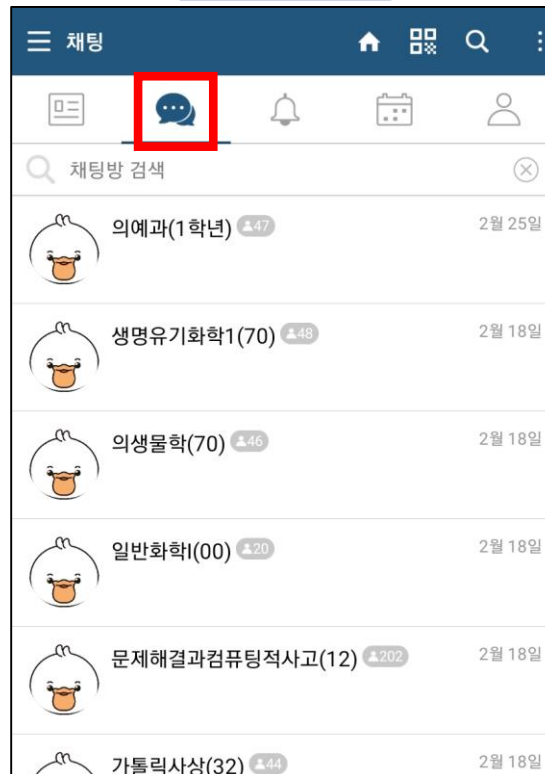 채팅
채팅방 검색
의예과(1학년) 47 2월 25일
생명유기화학1(70) 48 2월 18일
의생물학(70) 46 2월 18일
일반화학I(00) 20 2월 18일
문제해결과컴퓨팅적사고(12) 202 2월 18일
가톨릭사상(32) 44 2월 18일